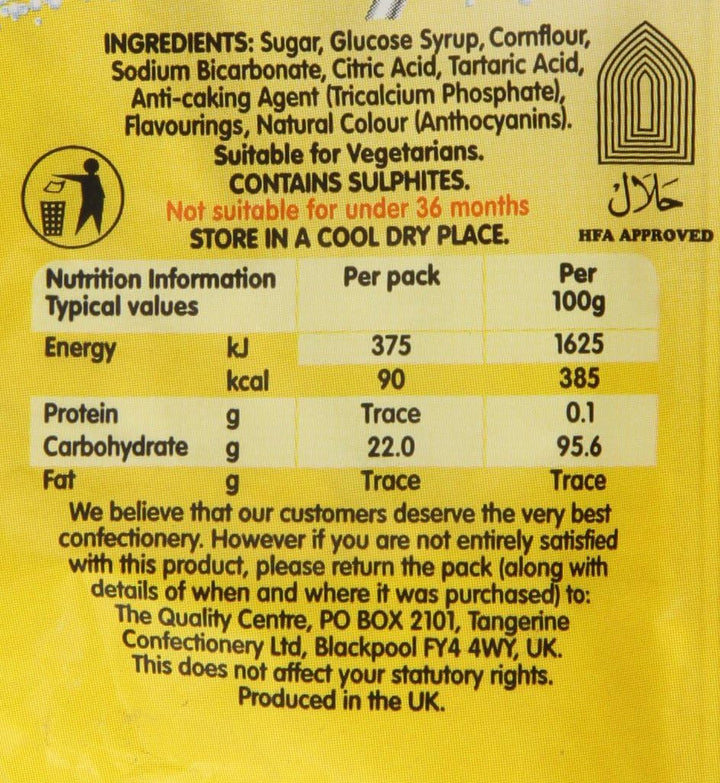 INGREDIENTS: Sugar, Glucose Syrup, Cornflour,
Sodium Bicarbonate, Citric Acid, Tartaric Acid,
Anti-caking Agent (Tricalcium Phosphate),
Flavourings, Natural Colour (Anthocyanins).
Suitable for Vegetarians.
CONTAINS SULPHITES.
Not suitable for under 36 months
STORE IN A COOL DRY PLACE.
حلال
HFA APPROVED
Nutrition Information Per pack Per
Typical values 100g
Energy kJ 375 1625
kcal 90 385
Protein g Trace 0.1
Carbohydrate g 22.0 95.6
Fat g Trace Trace
We believe that our customers deserve the very best
confectionery. However if you are not entirely satisfied
with this product, please return the pack (along with
details of when and where it was purchased) to:
The Quality Centre, PO BOX 2101, Tangerine
Confectionery Ltd, Blackpool FY4 4WY, UK.
This does not affect your statutory rights.
Produced in the UK.